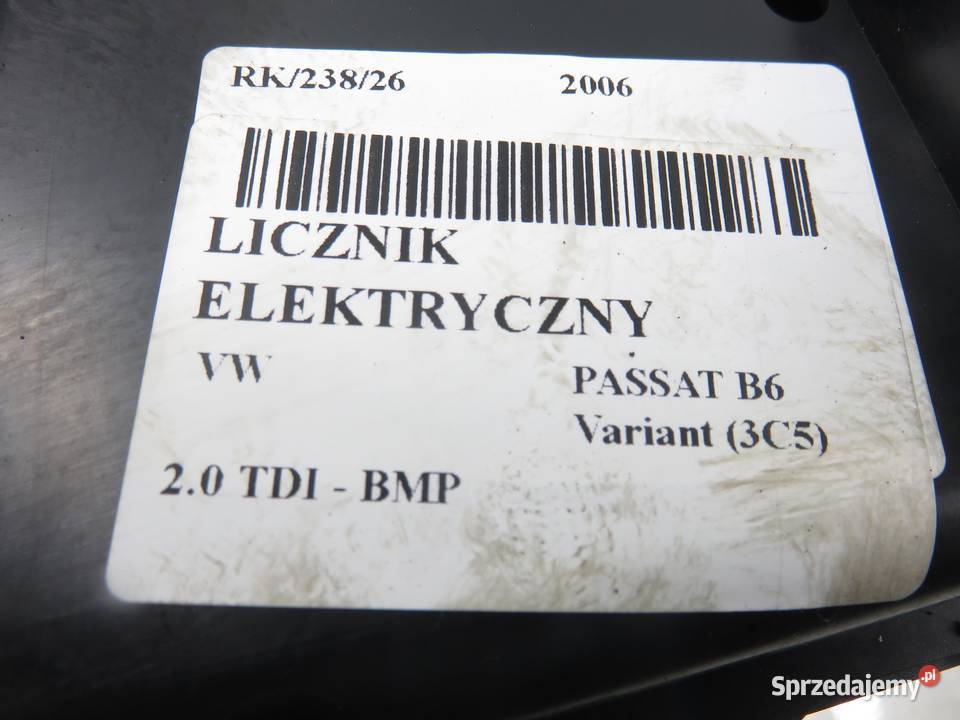 RK/238/26 2006
LICZNIK
ELEKTRYCZNY
VW PASSAT B6
Variant (3C5)
2.0 TDI - BMP
Sprzedajemy.pl